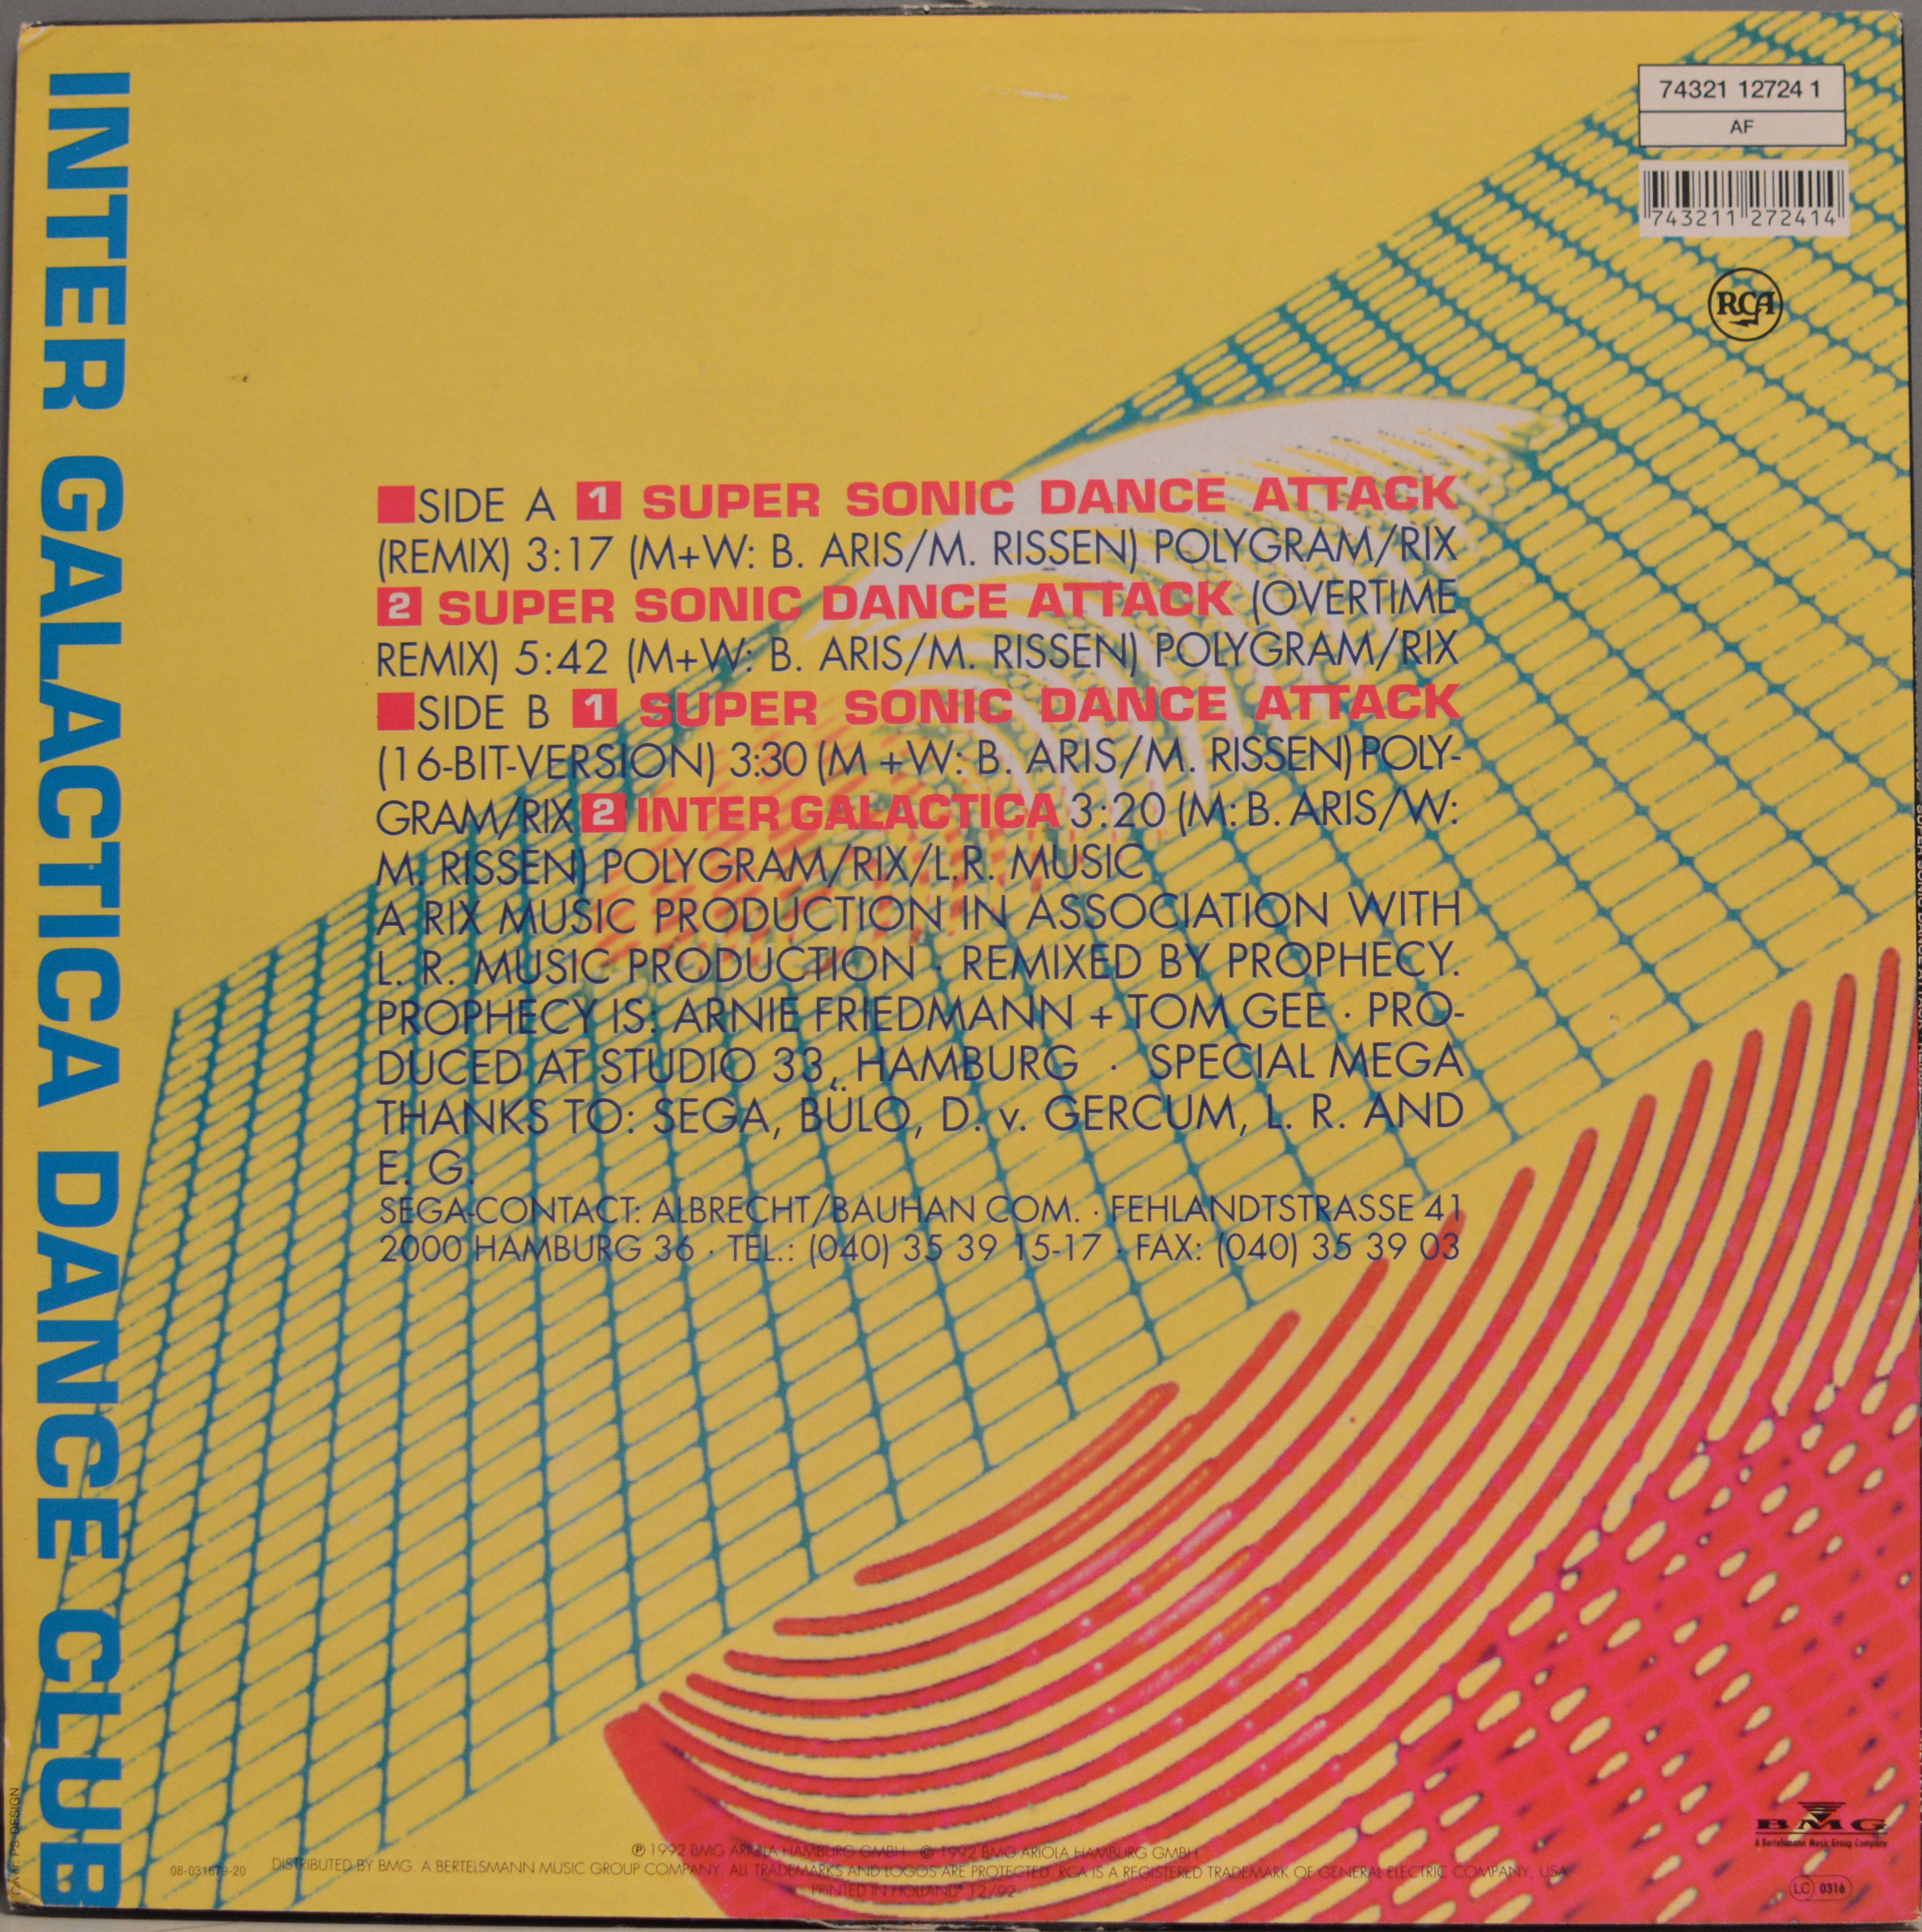 INTER GALACTICA DANCE CLUB
74321 12724 1
AF
743211 272414
RCA
SIDE A 1 SUPER SONIC DANCE ATTACK
(REMIX) 3:17 (M+W: B. ARIS/M. RISSEN) POLYGRAM/RIX
2 SUPER SONIC DANCE ATTACK (OVERTIME
REMIX) 5:42 (M+W: B. ARIS/M. RISSEN) POLYGRAM/RIX
SIDE B 1 SUPER SONIC DANCE ATTACK
(16-BIT-VERSION) 3:30 (M +W: B. ARIS/M. RISSEN) POLY-
GRAM/RIX 2 INTER GALACTICA 3:20 (M: B. ARIS/W:
M. RISSEN) POLYGRAM/RIX/L.R. MUSIC
A RIX MUSIC PRODUCTION IN ASSOCIATION WITH
L. R. MUSIC PRODUCTION · REMIXED BY PROPHECY.
PROPHECY IS: ARNIE FRIEDMANN + TOM GEE · PRO-
DUCED AT STUDIO 33, HAMBURG · SPECIAL MEGA
THANKS TO: SEGA, BÜLO, D. v. GERCUM, L. R. AND
E. G.
SEGA-CONTACT: ALBRECHT/BAUHAN COM. · FEHLANDTSTRASSE 41
2000 HAMBURG 36 · TEL.: (040) 35 39 15-17 · FAX: (040) 35 39 03
PS-DESIGN
BMG
A Bertelsmann Music Group Company
℗ 1992 BMG ARIOLA HAMBURG GMBH © 1992 BMG ARIOLA HAMBURG GMBH
08-031679-20 DISTRIBUTED BY BMG. A BERTELSMANN MUSIC GROUP COMPANY. ALL TRADEMARKS AND LOGOS ARE PROTECTED. RCA IS A REGISTERED TRADEMARK OF GENERAL ELECTRIC COMPANY, USA
PRINTED IN HOLLAND* 12/92
LC 0316